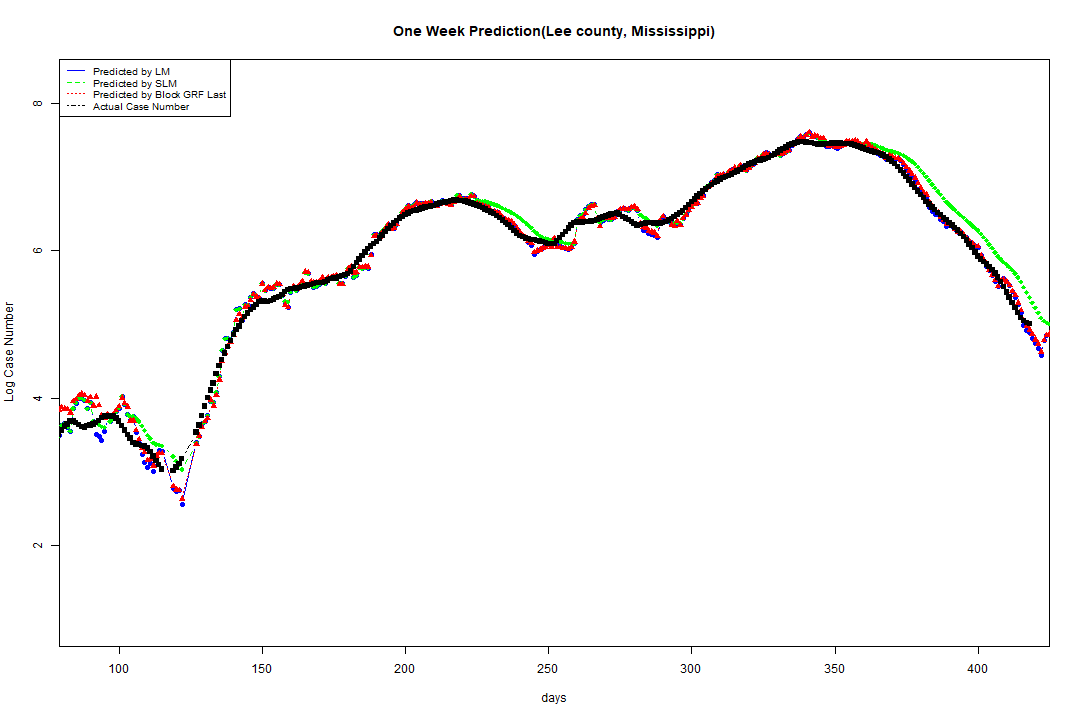 One Week Prediction(Lee county, Mississippi)
Predicted by LM
Predicted by SLM
Predicted by Block GRF Last
Actual Case Number
8
6
4
2
Log Case Number
100 150 200 250 300 350 400
days